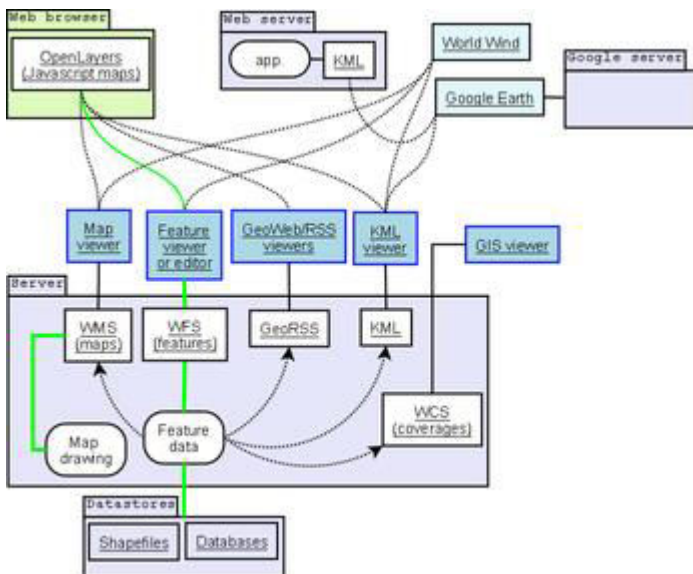 Web browser
OpenLayers
(Javascript maps)
Web server
app
KML
World Wind
Google Earth
Google server
Map
viewer
Feature
viewer
or editor
GeoWeb/RSS
viewers
KML
viewer
GIS viewer
Server
WMS
(maps)
WFS
(features)
GeoRSS
KML
WCS
(coverages)
Map
drawing
Feature
data
Datastores
Shapefiles
Databases